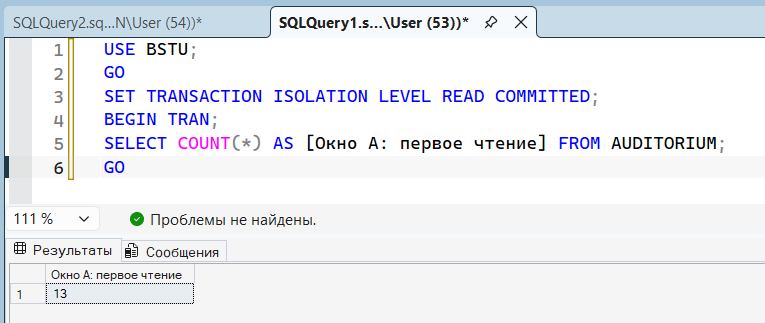 SQLQuery2.sq...N\User (54))*
SQLQuery1.s...\User (53))*
1 USE BSTU;
2 GO
3 SET TRANSACTION ISOLATION LEVEL READ COMMITTED;
4 BEGIN TRAN;
5 SELECT COUNT(*) AS [Окно A: первое чтение] FROM AUDITORIUM;
6 GO
111 %
Проблемы не найдены.
Результаты
Сообщения
Окно A: первое чтение
1 13